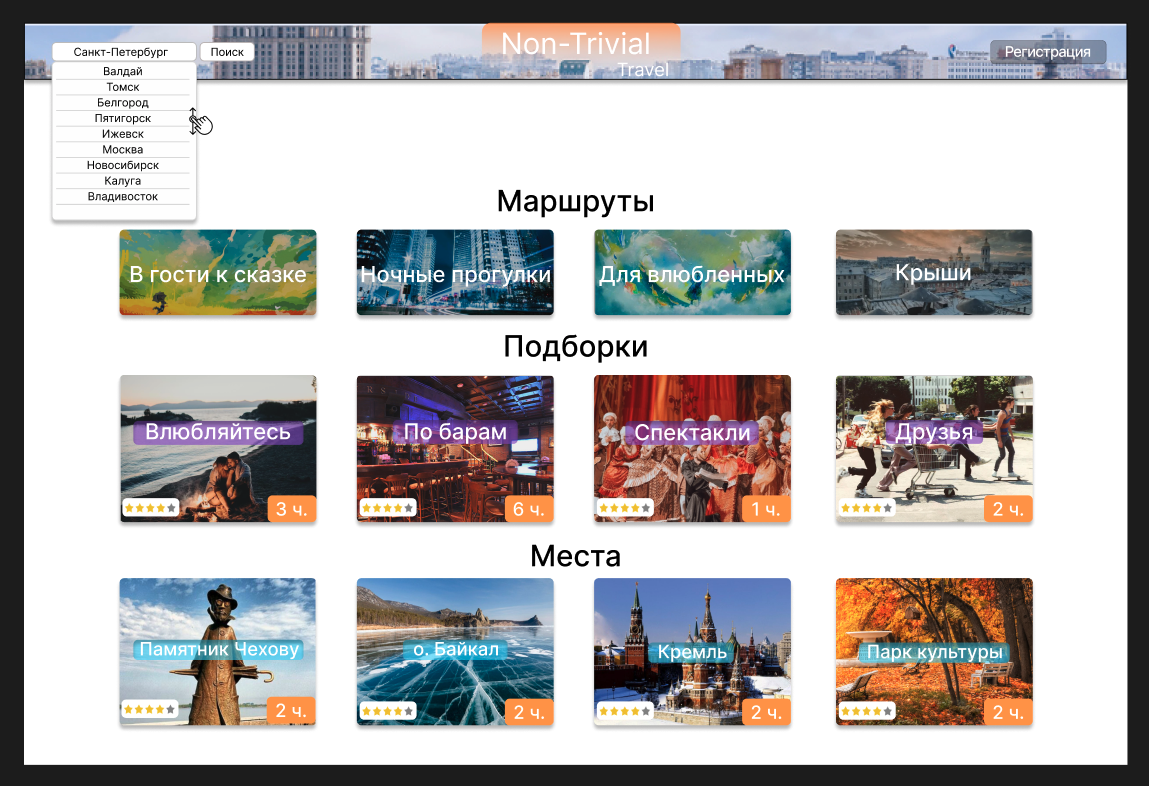 Санкт-Петербург
Поиск
Non-Trivial
Travel
Регистрация
Валдай
Томск
Белгород
Пятигорск
Ижевск
Москва
Новосибирск
Калуга
Владивосток
Маршруты
В гости к сказке
Ночные прогулки
Для влюбленных
Крыши
Подборки
Влюбляйтесь
По барам
Спектакли
Друзья
3 ч.
6 ч.
1 ч.
2 ч.
Места
Памятник Чехову
о. Байкал
Кремль
Парк культуры
2 ч.
2 ч.
2 ч.
2 ч.